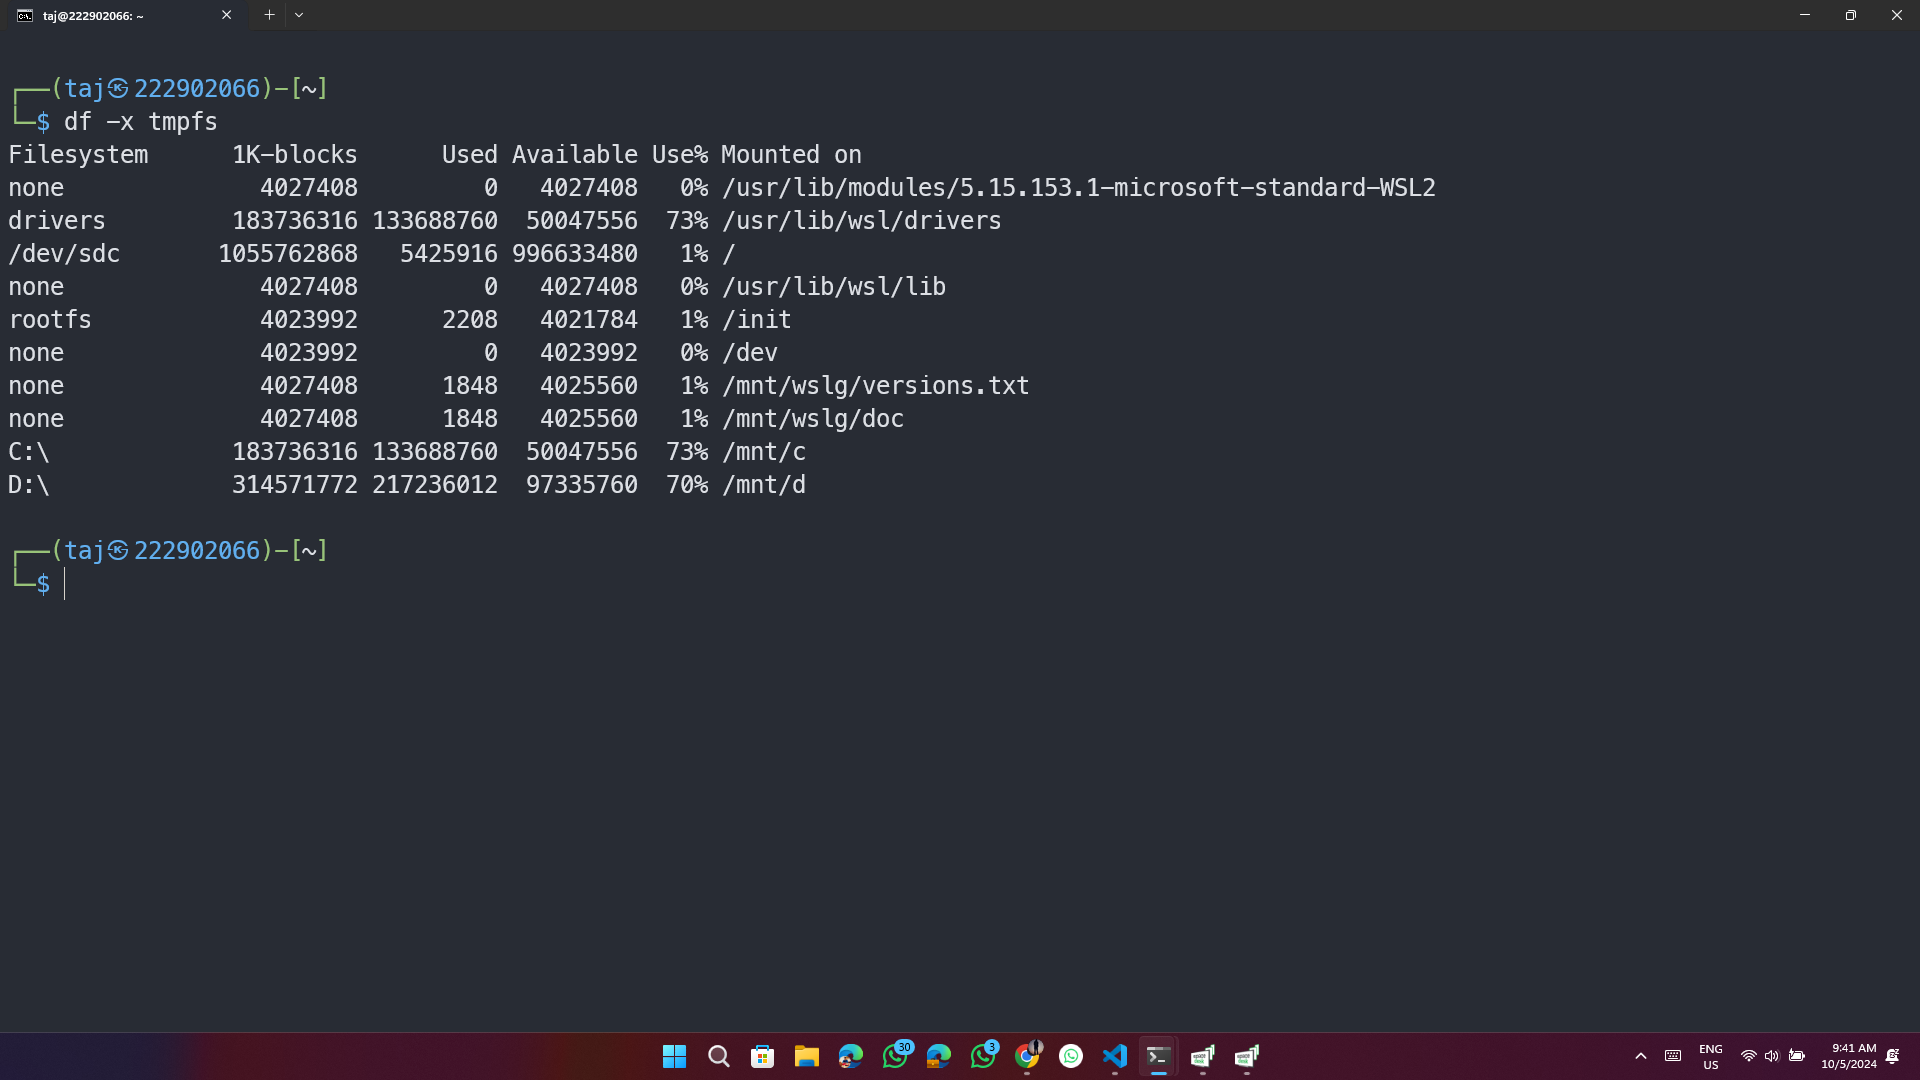 taj@222902066: ~
┌──(taj㉿222902066)-[~]
└─$ df -x tmpfs
Filesystem      1K-blocks      Used Available Use% Mounted on
none              4027408         0   4027408   0% /usr/lib/modules/5.15.153.1-microsoft-standard-WSL2
drivers         183736316 133688760  50047556  73% /usr/lib/wsl/drivers
/dev/sdc       1055762868   5425916 996633480   1% /
none              4027408         0   4027408   0% /usr/lib/wsl/lib
rootfs            4023992      2208   4021784   1% /init
none              4023992         0   4023992   0% /dev
none              4027408      1848   4025560   1% /mnt/wslg/versions.txt
none              4027408      1848   4025560   1% /mnt/wslg/doc
C:\             183736316 133688760  50047556  73% /mnt/c
D:\             314571772 217236012  97335760  70% /mnt/d
┌──(taj㉿222902066)-[~]
└─$
30
3
ENG
US
9:41 AM
10/5/2024